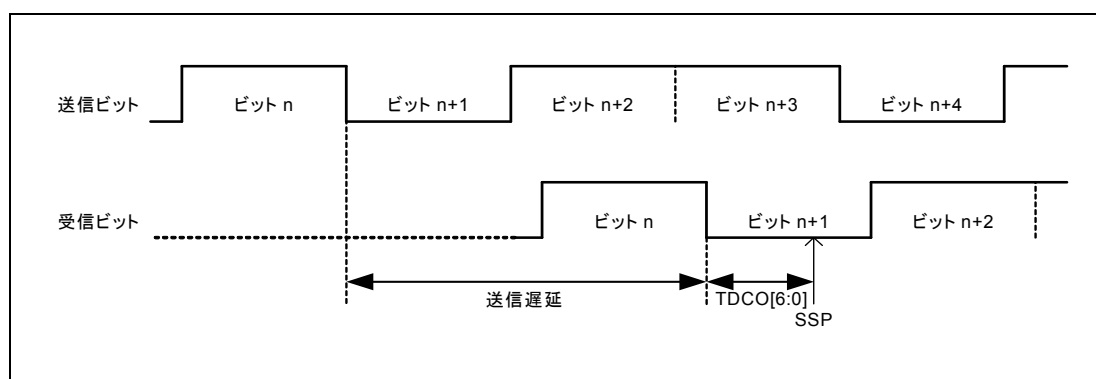 送信ビット
ビット n
ビット n+1
ビット n+2
ビット n+3
ビット n+4
受信ビット
ビット n
ビット n+1
ビット n+2
送信遅延
TDCO[6:0]
SSP